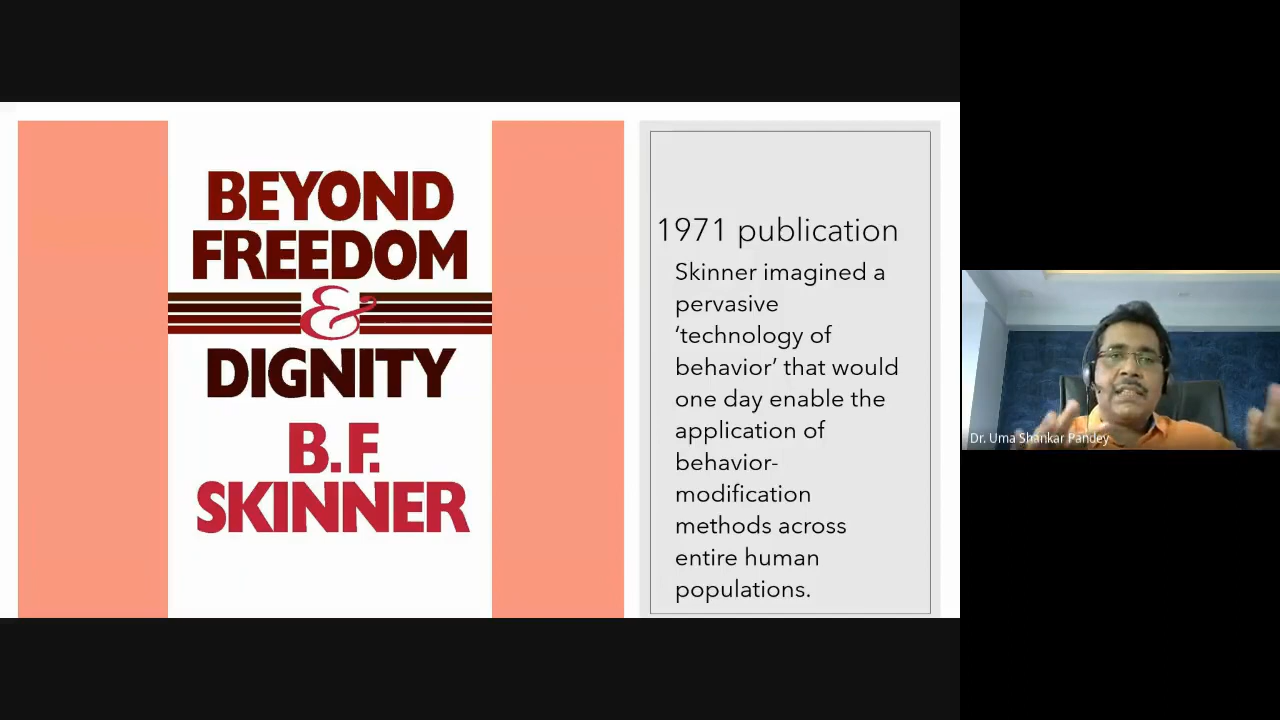 BEYOND
FREEDOM
&
DIGNITY
B.F.
SKINNER
1971 publication
Skinner imagined a
pervasive
‘technology of
behavior’ that would
one day enable the
application of
behavior-
modification
methods across
entire human
populations.
Dr. Uma Shankar Pandey